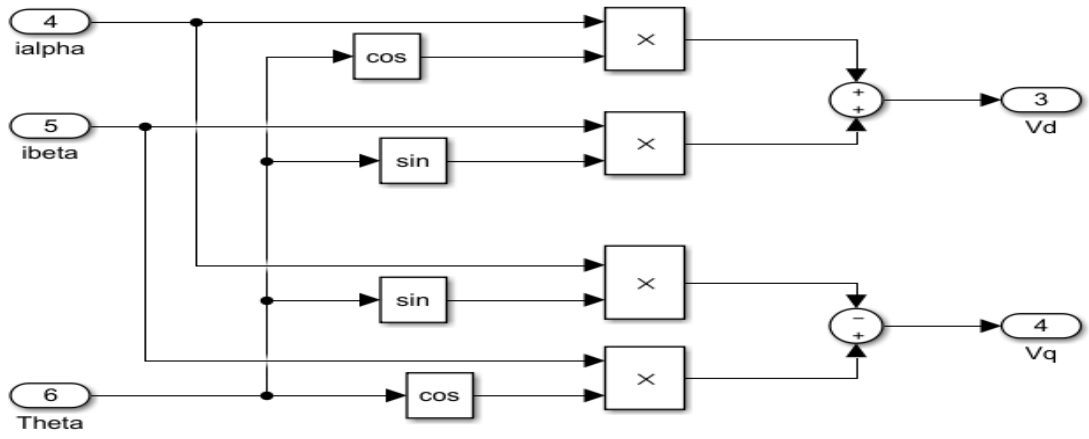 4
ialpha
cos
×
+
+
3
Vd
5
ibeta
sin
×
sin
×
−
+
4
Vq
6
Theta
cos
×